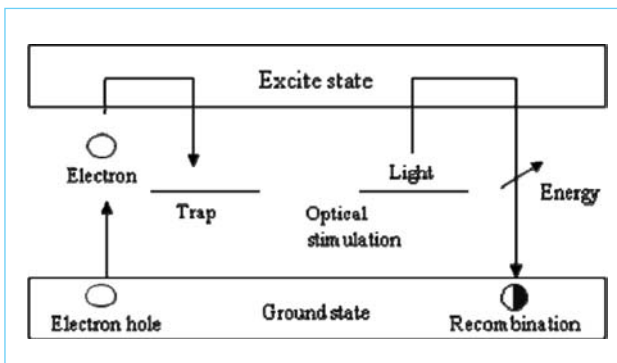 Excite state
Electron
Light
Energy
Trap
Optical
stimulation
Electron hole
Ground state
Recombination